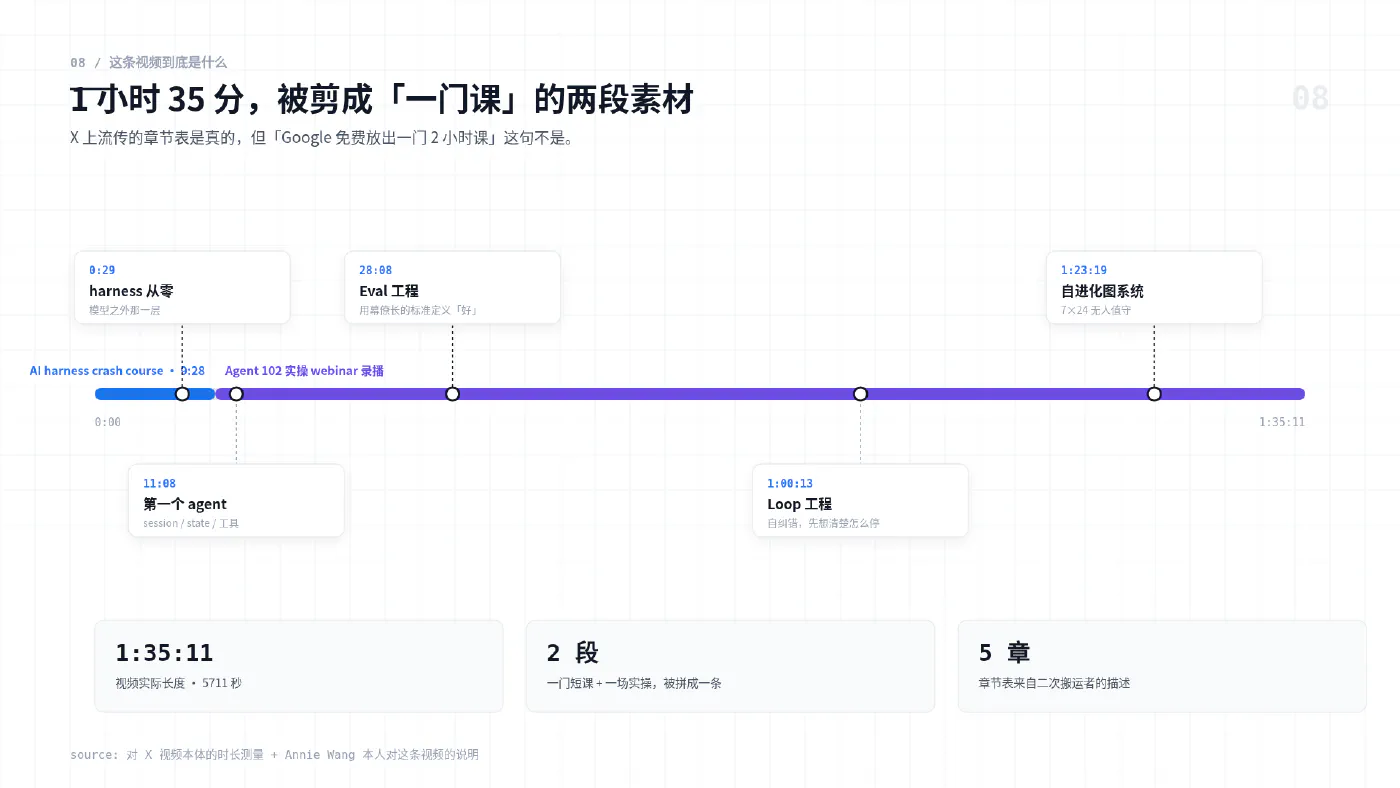 08 / 这条视频到底是什么
08
1 小时 35 分，被剪成「一门课」的两段素材
X 上流传的章节表是真的，但「Google 免费放出一门 2 小时课」这句不是。
0:29
harness 从零
模型之外那一层
28:08
Eval 工程
用幕僚长的标准定义「好」
1:23:19
自进化图系统
7×24 无人值守
AI harness crash course · 9:28
Agent 102 实操 webinar 录播
0:00
1:35:11
11:08
第一个 agent
session / state / 工具
1:00:13
Loop 工程
自纠错，先想清楚怎么停
1:35:11
视频实际长度 · 5711 秒
2 段
一门短课 + 一场实操，被拼成一条
5 章
章节表来自二次搬运者的描述
source: 对 X 视频本体的时长测量 + Annie Wang 本人对这条视频的说明